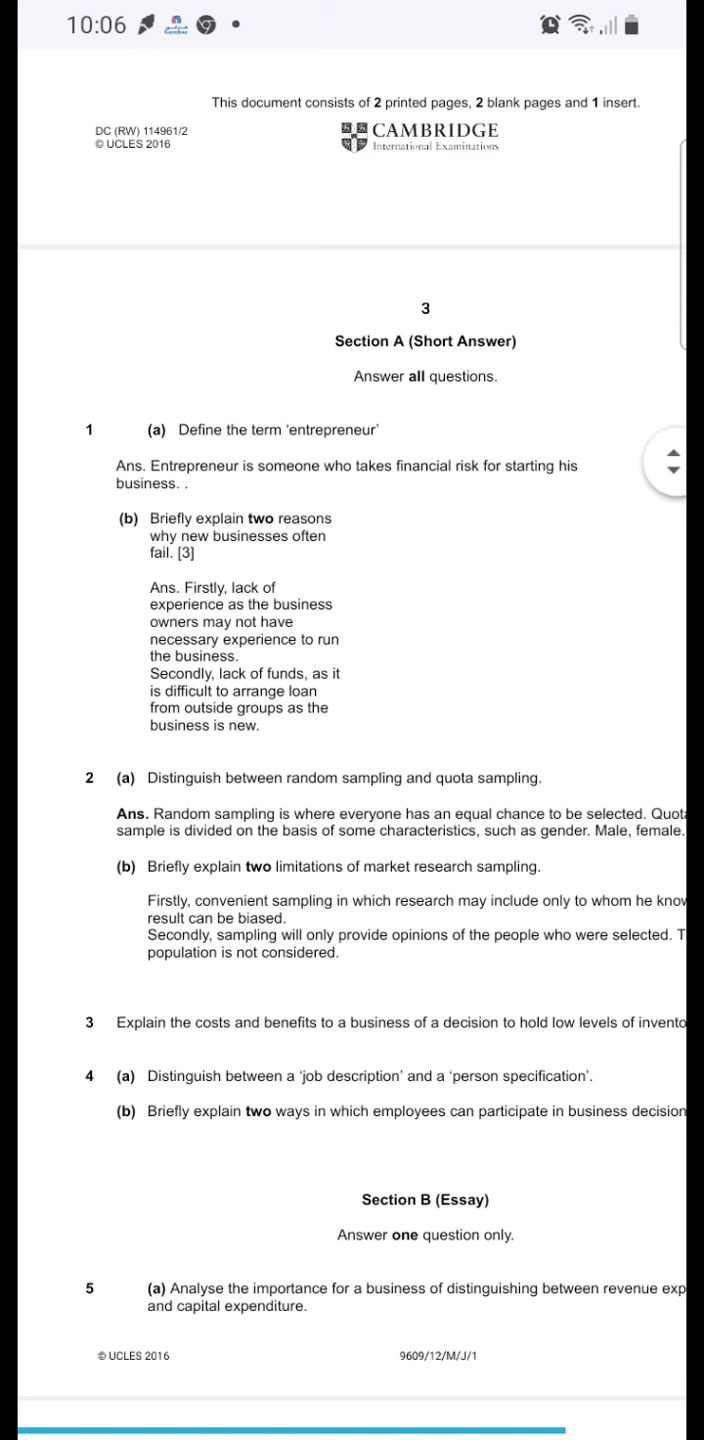 10:06
This document consists of 2 printed pages, 2 blank pages and 1 insert.
DC (RW) 114961/2
© UCLES 2016
CAMBRIDGE
International Examinations
3
Section A (Short Answer)
Answer all questions.
1 (a) Define the term ‘entrepreneur’
Ans. Entrepreneur is someone who takes financial risk for starting his
business. .
(b) Briefly explain two reasons
why new businesses often
fail. [3]
Ans. Firstly, lack of
experience as the business
owners may not have
necessary experience to run
the business.
Secondly, lack of funds, as it
is difficult to arrange loan
from outside groups as the
business is new.
2 (a) Distinguish between random sampling and quota sampling.
Ans. Random sampling is where everyone has an equal chance to be selected. Quota
sample is divided on the basis of some characteristics, such as gender. Male, female.
(b) Briefly explain two limitations of market research sampling.
Firstly, convenient sampling in which research may include only to whom he know
result can be biased.
Secondly, sampling will only provide opinions of the people who were selected. T
population is not considered.
3 Explain the costs and benefits to a business of a decision to hold low levels of invento
4 (a) Distinguish between a ‘job description’ and a ‘person specification’.
(b) Briefly explain two ways in which employees can participate in business decision
Section B (Essay)
Answer one question only.
5 (a) Analyse the importance for a business of distinguishing between revenue exp
and capital expenditure.
© UCLES 2016 9609/12/M/J/1